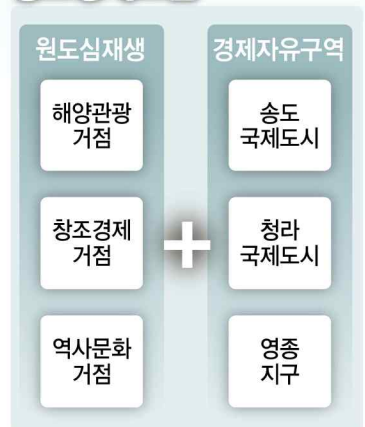 원도심재생
해양관광
거점
창조경제
거점
역사문화
거점
+
경제자유구역
송도
국제도시
청라
국제도시
영종
지구